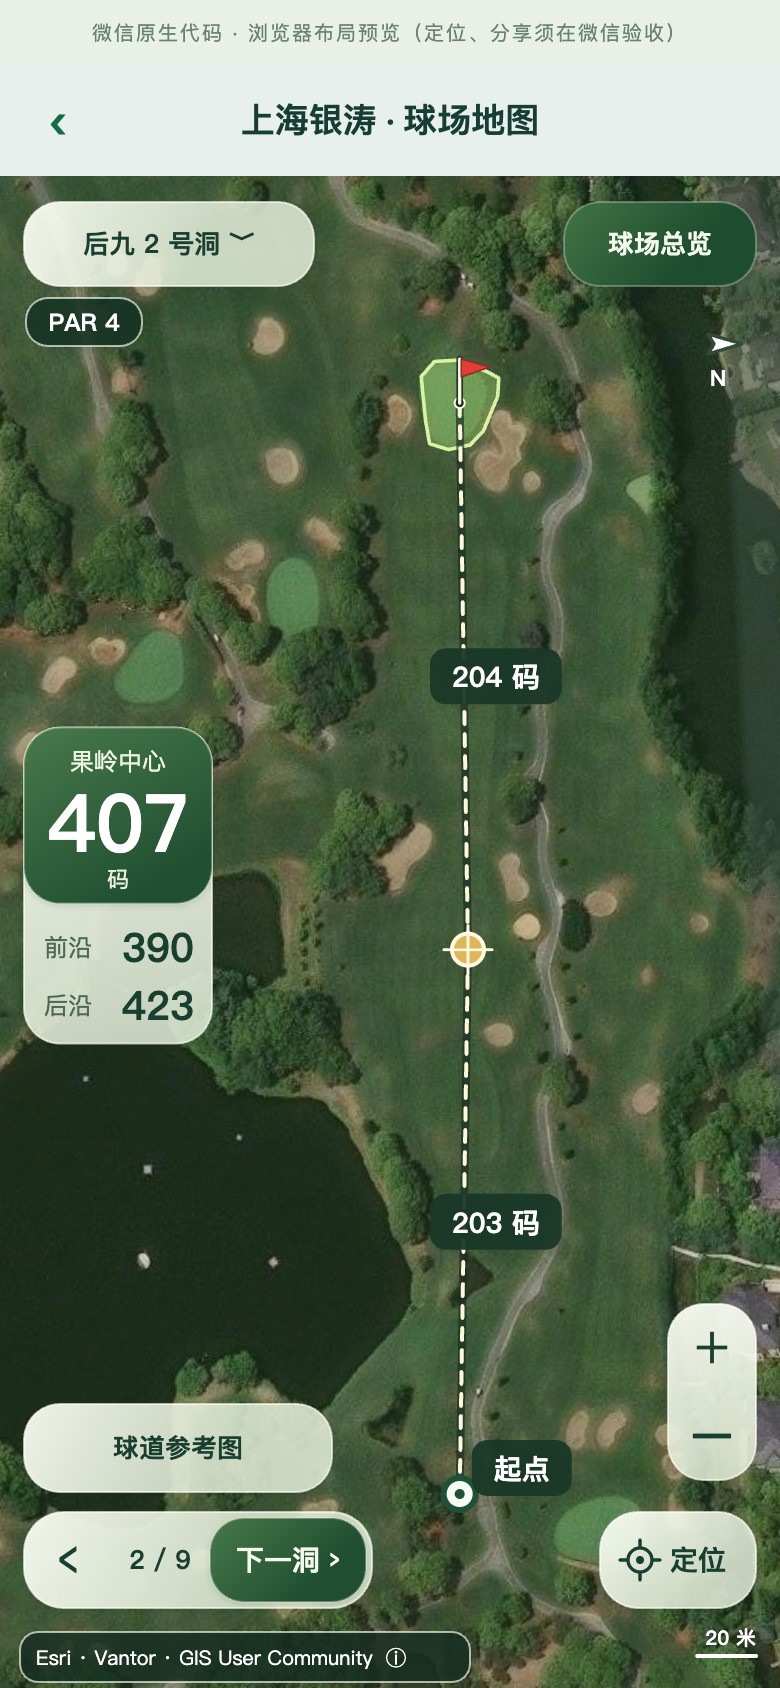 微信原生代码 · 浏览器布局预览（定位、分享须在微信验收）
‹ 上海银涛 · 球场地图
后九 2 号洞
球场总览
PAR 4
N
204 码
果岭中心
407
码
前沿 390
后沿 423
203 码
+
−
球道参考图
起点
< 2 / 9 下一洞 ›
定位
20 米
Esri · Vantor · GIS User Community ⓘ